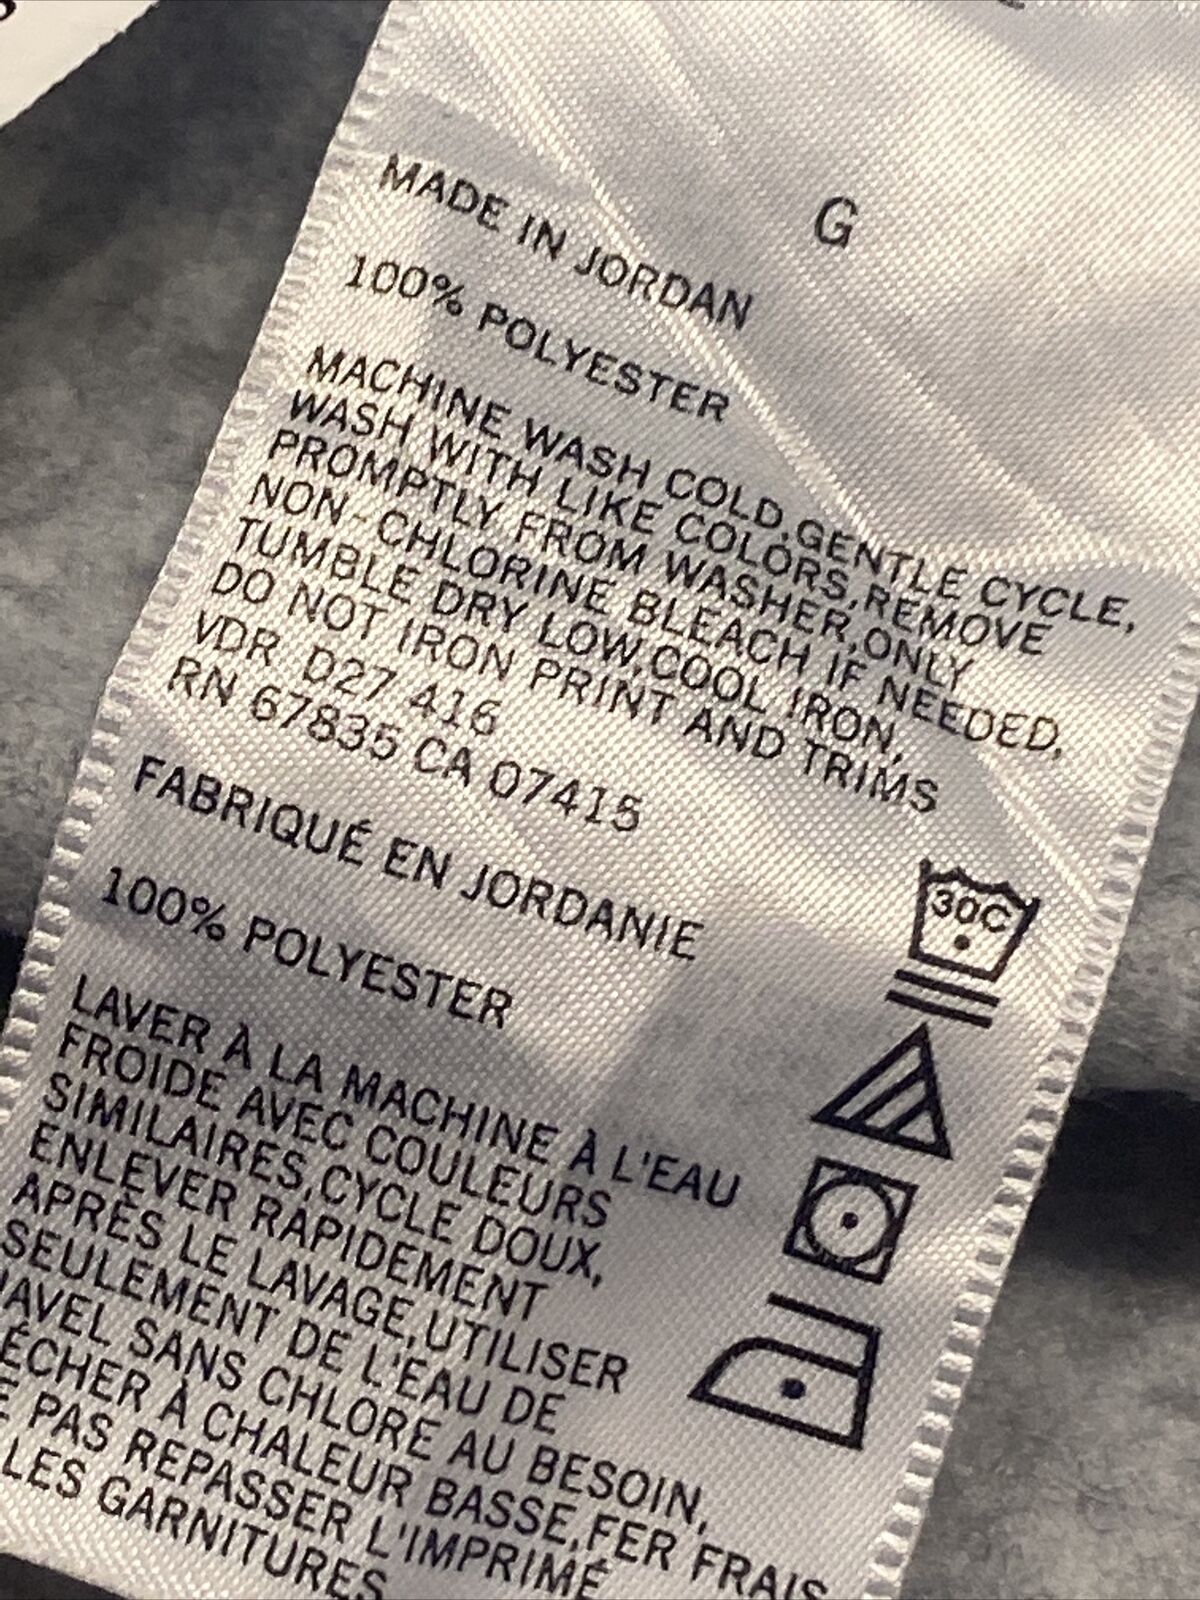 G
MADE IN JORDAN
100% POLYESTER
MACHINE WASH COLD,GENTLE CYCLE,
WASH WITH LIKE COLORS,REMOVE
PROMPTLY FROM WASHER,ONLY
NON-CHLORINE BLEACH IF NEEDED,
TUMBLE DRY LOW,COOL IRON,
DO NOT IRON PRINT AND TRIMS
VDR D27 416
RN 67835 CA 07415
FABRIQUÉ EN JORDANIE
100% POLYESTER
30C
LAVER À LA MACHINE À L'EAU
FROIDE AVEC COULEURS
SIMILAIRES,CYCLE DOUX,
ENLEVER RAPIDEMENT
APRÈS LE LAVAGE,UTILISER
SEULEMENT DE L'EAU DE
AVEL SANS CHLORE AU BESOIN,
ÉCHER À CHALEUR BASSE,FER FRAIS
E PAS REPASSER L'IMPRIMÉ
LES GARNITURES